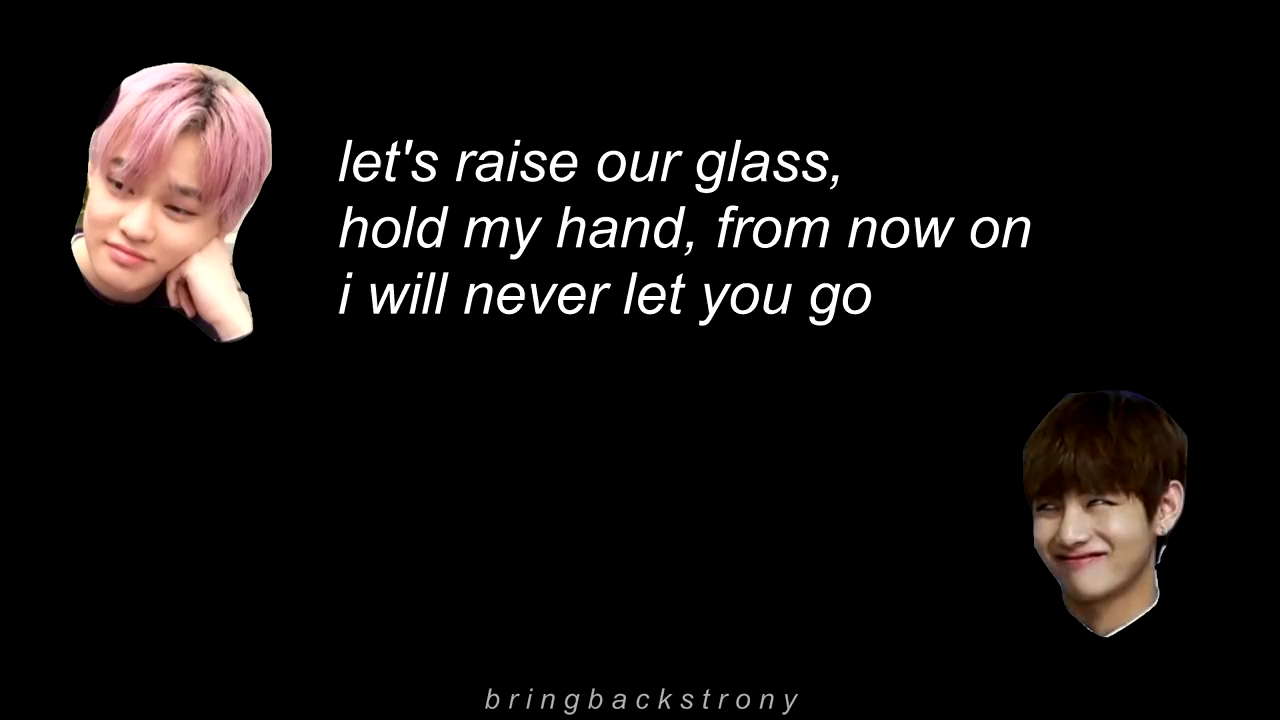 let's raise our glass,
hold my hand, from now on
i will never let you go
bringbackstrony